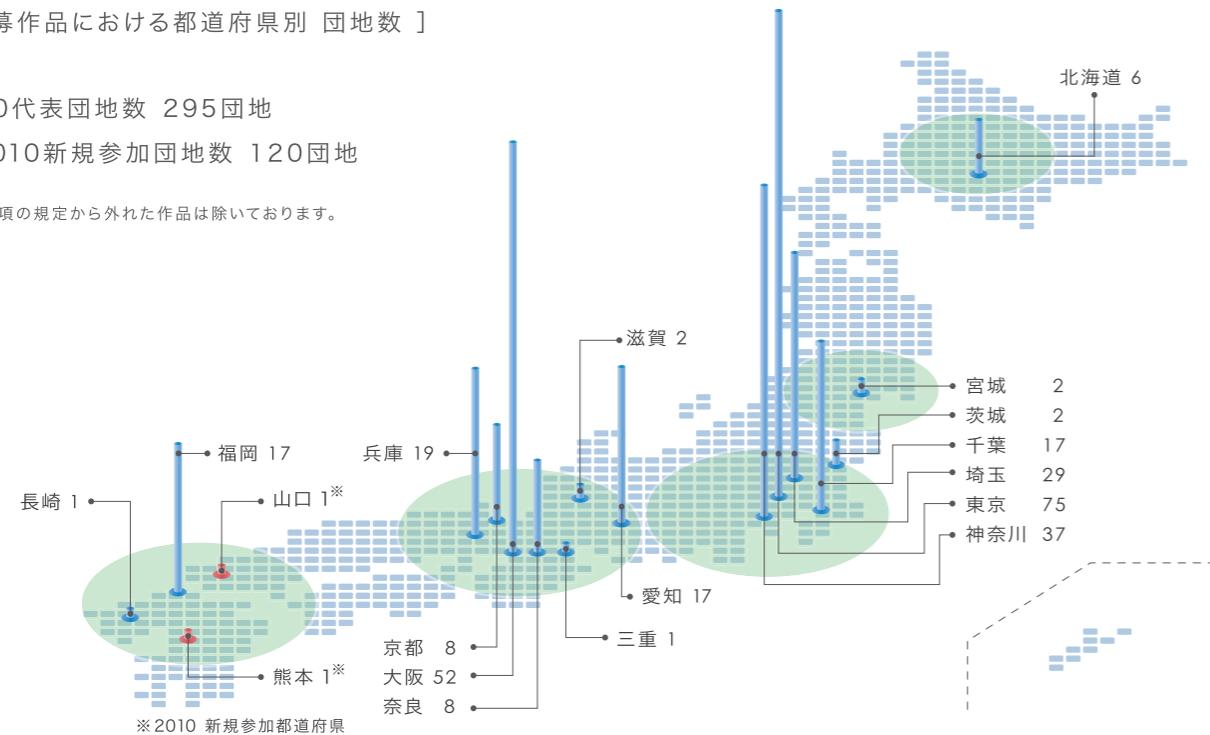 募作品における都道府県別 団地数 ]
0代表団地数 295団地
010新規参加団地数 120団地
項の規定から外れた作品は除いております。
北海道 6
滋賀 2
宮城 2
茨城 2
千葉 17
埼玉 29
東京 75
神奈川 37
福岡 17
兵庫 19
長崎 1
山口 1※
愛知 17
三重 1
京都 8
大阪 52
奈良 8
熊本 1※
※2010 新規参加都道府県